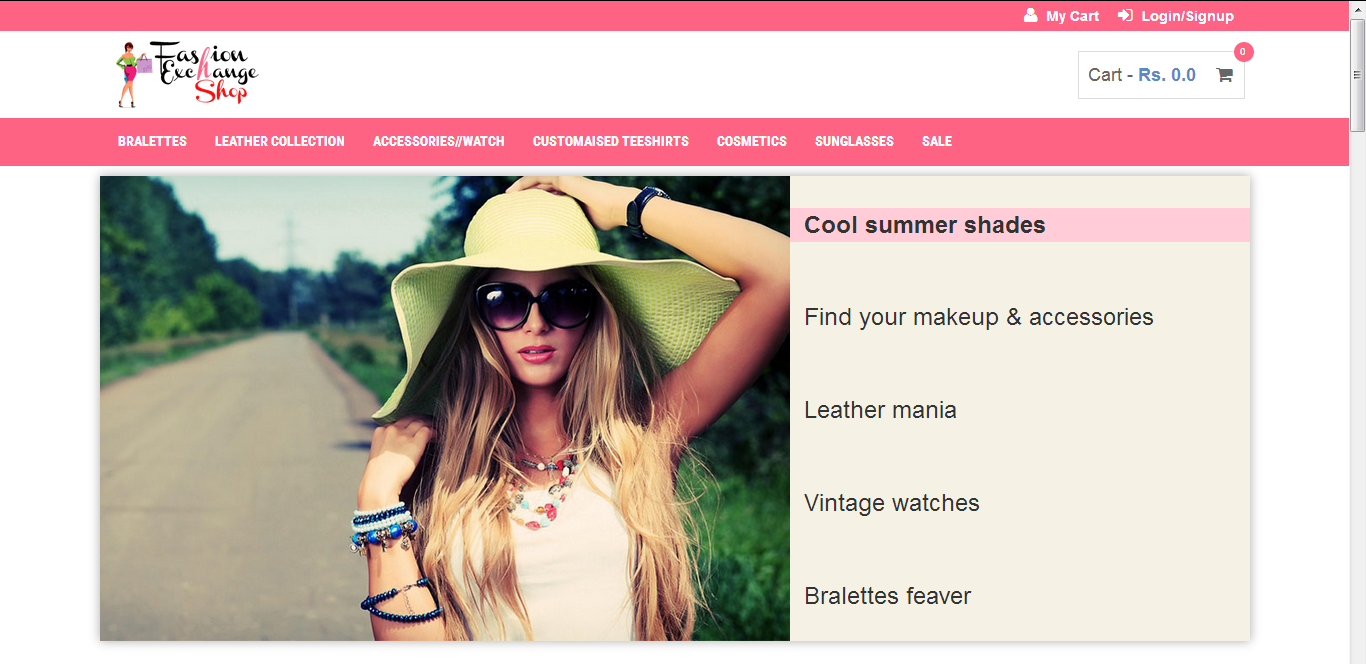 My Cart Login/Signup
Fashion
Exchange
Shop
Cart - Rs. 0.0
0
BRALETTES LEATHER COLLECTION ACCESSORIES//WATCH CUSTOMAISED TEESHIRTS COSMETICS SUNGLASSES SALE
Cool summer shades
Find your makeup & accessories
Leather mania
Vintage watches
Bralettes feaver